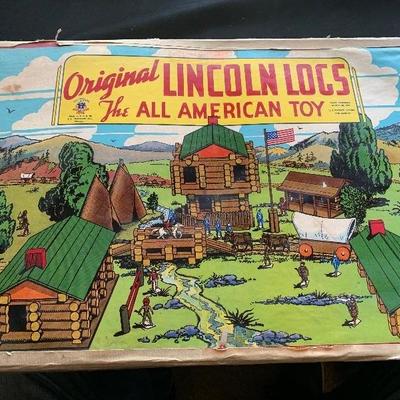 Original LINCOLN LOGS
The ALL AMERICAN TOY